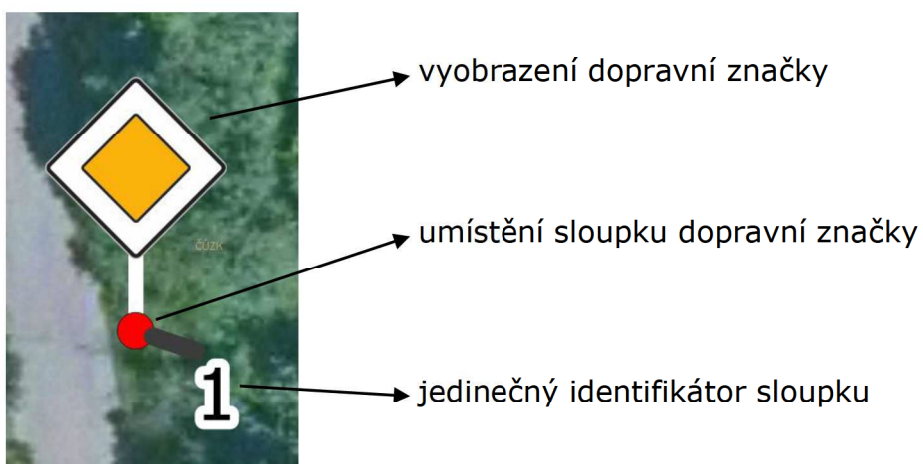 vyobrazení dopravní značky
ČÚZK
umístění sloupku dopravní značky
1
jedinečný identifikátor sloupku